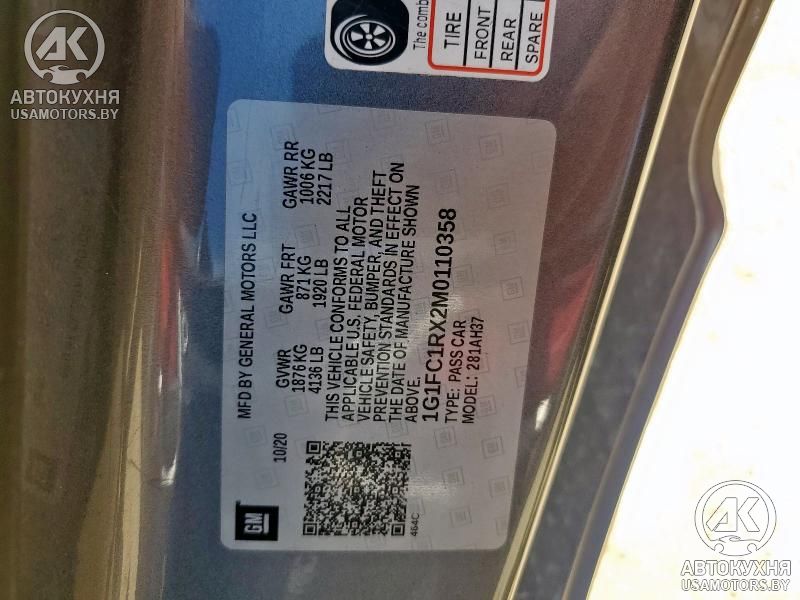 АК
АВТОКУХНЯ
USAMOTORS.BY
The comb
TIRE
FRONT
REAR
SPARE
GM
MFD BY GENERAL MOTORS LLC
10/20
GVWR GAWR FRT GAWR RR
1876 KG 871 KG 1006 KG
4136 LB 1920 LB 2217 LB
THIS VEHICLE CONFORMS TO ALL
APPLICABLE U.S. FEDERAL MOTOR
VEHICLE SAFETY, BUMPER, AND THEFT
PREVENTION STANDARDS IN EFFECT ON
THE DATE OF MANUFACTURE SHOWN
ABOVE.
1G1FC1RX2M0110358
TYPE: PASS CAR
MODEL: 281AH37
464C
АК
АВТОКУХНЯ
USAMOTORS.BY